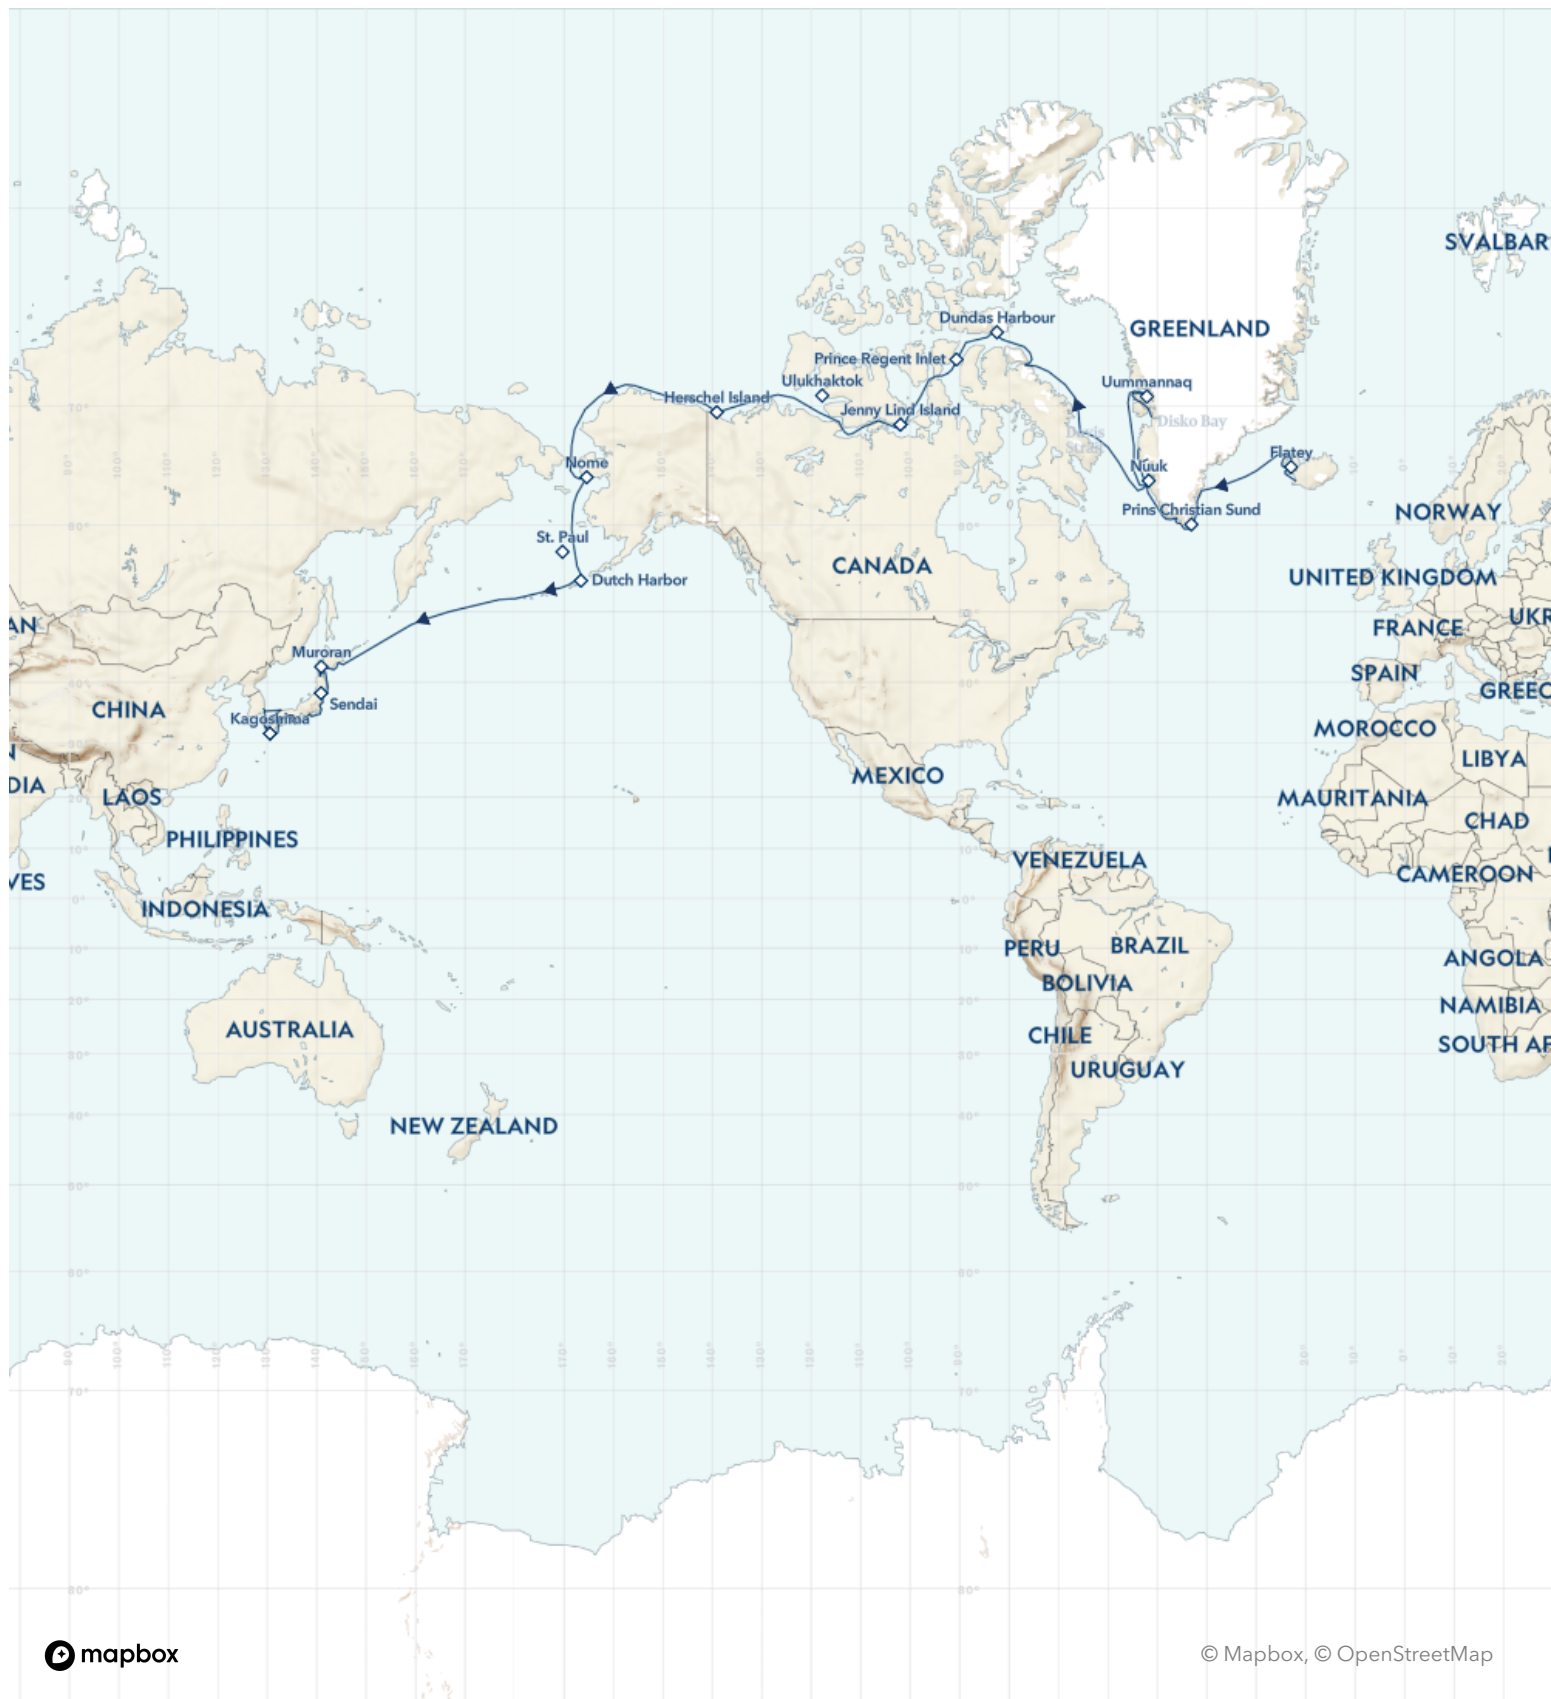 SVALBAR
Dundas Harbour
GREENLAND
Prince Regent Inlet
Ulukhaktok
Uummannaq
Herschel Island
Jenny Lind Island
Disko Bay
Davis
Strait
Flatey
Nome
Nuuk
Prins Christian Sund
NORWAY
St. Paul
CANADA
Dutch Harbor
UNITED KINGDOM
AN
UKR
FRANCE
Muroran
SPAIN
GREEC
Sendai
CHINA
Kagoshima
MOROCCO
N
LIBYA
MEXICO
DIA
LAOS
MAURITANIA
CHAD
PHILIPPINES
VENEZUELA
CAMEROON
VES
INDONESIA
PERU
BRAZIL
ANGOLA
BOLIVIA
NAMIBIA
AUSTRALIA
CHILE
SOUTH AF
URUGUAY
NEW ZEALAND
mapbox
© Mapbox, © OpenStreetMap